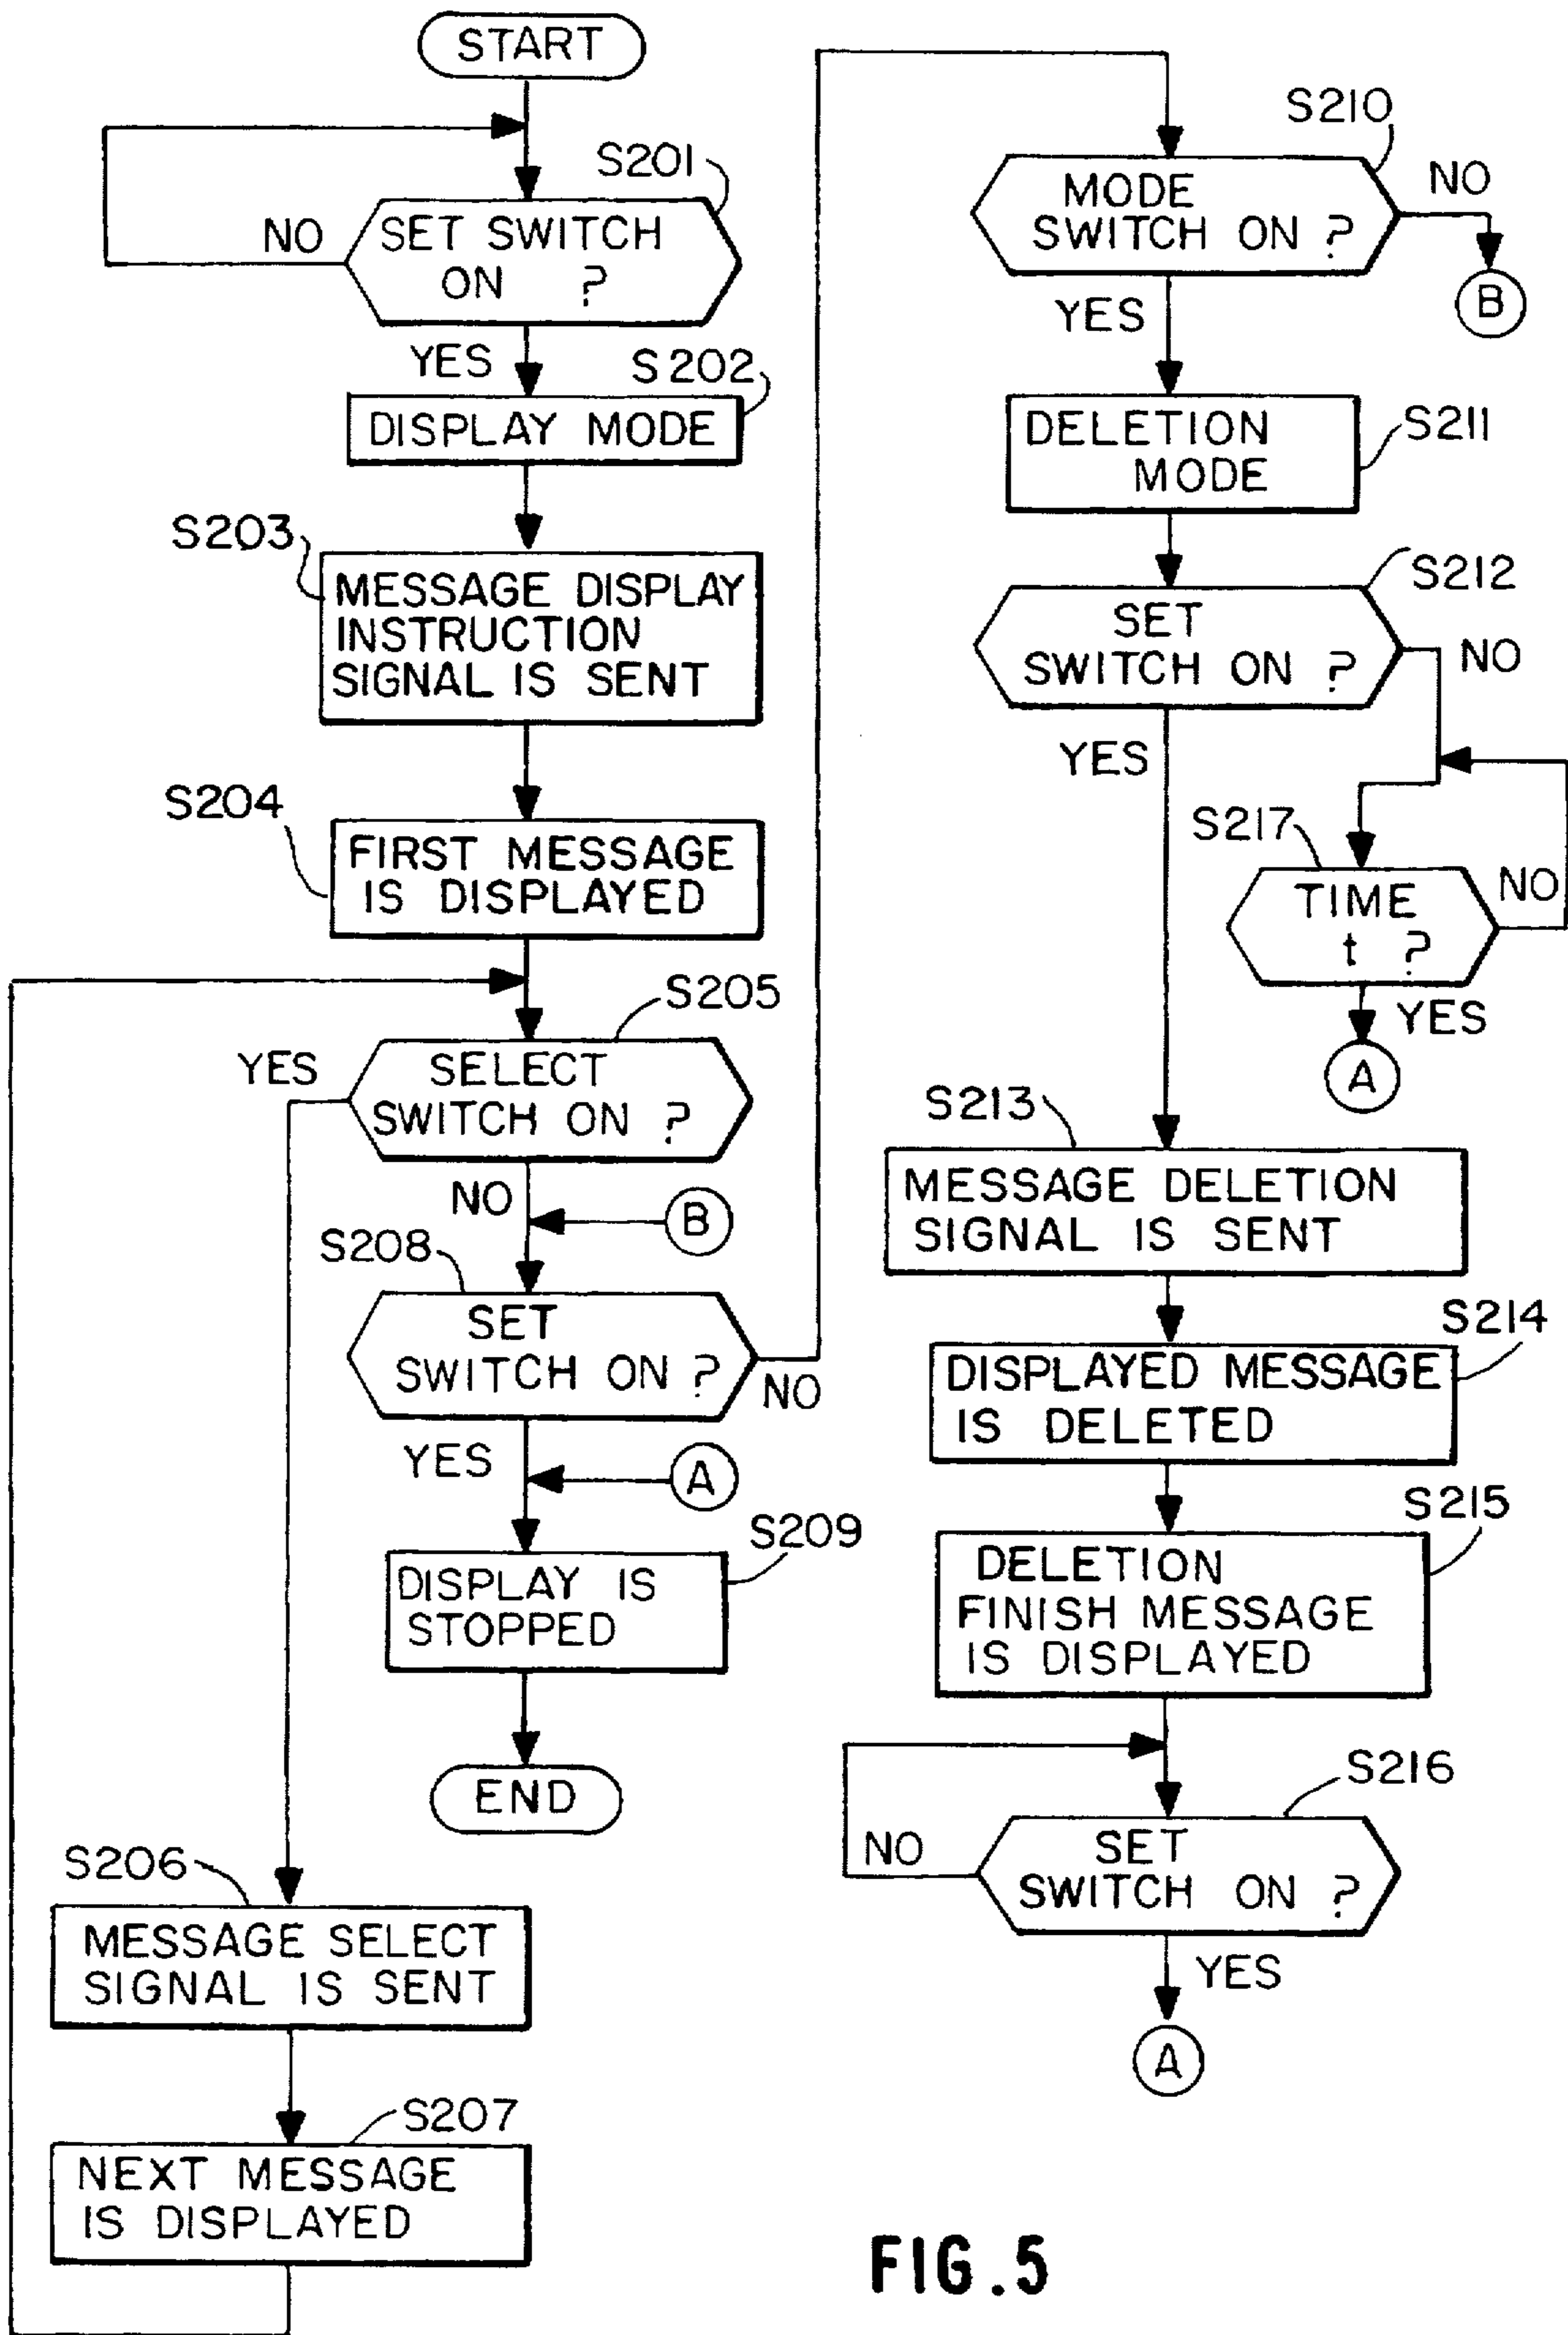 START
S201
NO
SET SWITCH
ON ?
YES
S202
DISPLAY MODE
S203
MESSAGE DISPLAY
INSTRUCTION
SIGNAL IS SENT
S204
FIRST MESSAGE
IS DISPLAYED
S205
YES
SELECT
SWITCH ON ?
NO
B
S208
SET
SWITCH ON ?
NO
YES
A
S209
DISPLAY IS
STOPPED
END
S206
MESSAGE SELECT
SIGNAL IS SENT
S207
NEXT MESSAGE
IS DISPLAYED
S210
MODE
SWITCH ON ?
NO
B
YES
S211
DELETION
MODE
S212
SET
SWITCH ON ?
NO
YES
S217
TIME
t ?
NO
YES
A
S213
MESSAGE DELETION
SIGNAL IS SENT
S214
DISPLAYED MESSAGE
IS DELETED
S215
DELETION
FINISH MESSAGE
IS DISPLAYED
S216
NO
SET
SWITCH ON ?
YES
A
FIG.5